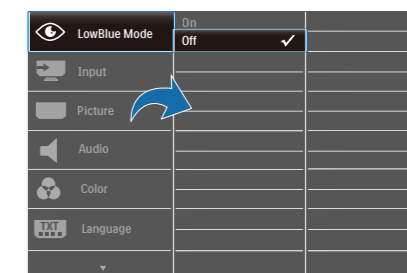 LowBlue Mode
On
Off
Input
Picture
Audio
Color
TXT
Language